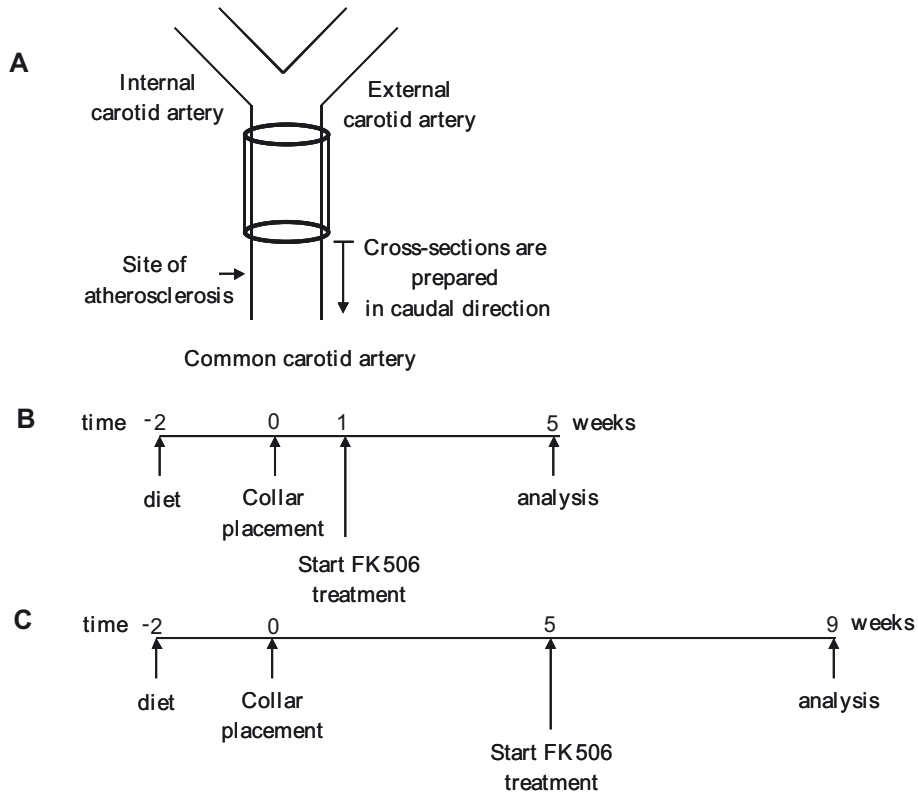 A
Internal
carotid artery
External
carotid artery
Site of
atherosclerosis
Cross-sections are
prepared
in caudal direction
Common carotid artery
B
time -2 0 1 5 weeks
diet
Collar
placement
analysis
Start FK506
treatment
C
time -2 0 5 9 weeks
diet
Collar
placement
analysis
Start FK506
treatment